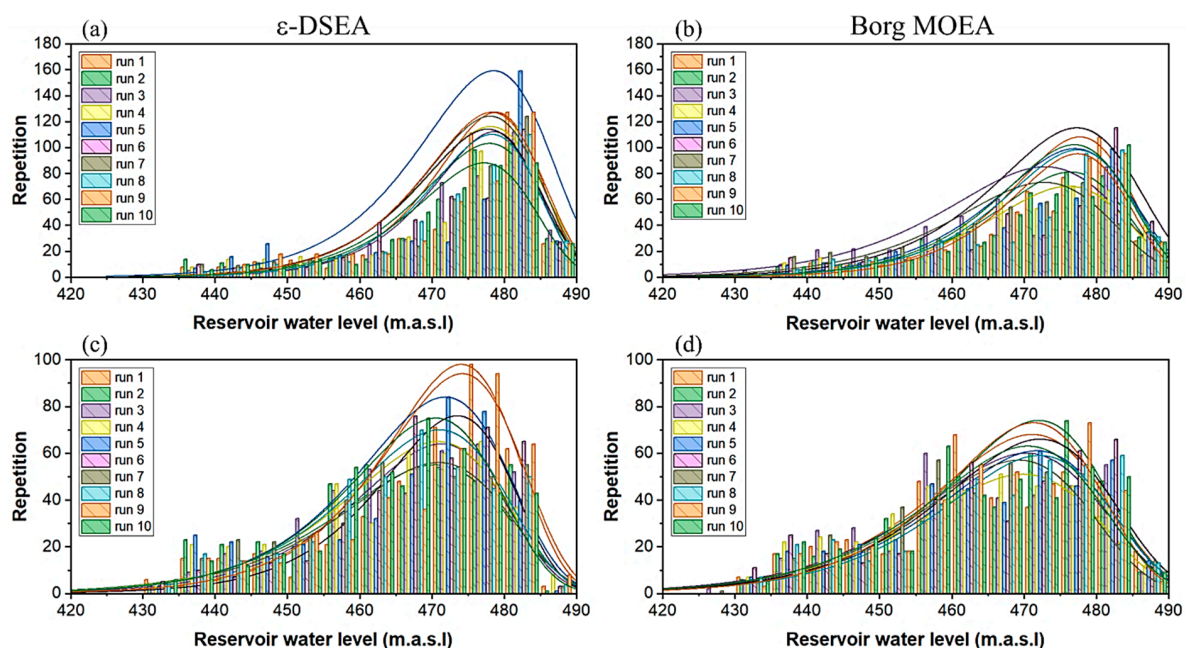 ε-DSEA
Borg MOEA
(a)
180
160
140
120
100
80
60
40
20
0
Repetition
run 1
run 2
run 3
run 4
run 5
run 6
run 7
run 8
run 9
run 10
420 430 440 450 460 470 480 490
Reservoir water level (m.a.s.l)
(b)
180
160
140
120
100
80
60
40
20
0
Repetition
run 1
run 2
run 3
run 4
run 5
run 6
run 7
run 8
run 9
run 10
420 430 440 450 460 470 480 490
Reservoir water level (m.a.s.l)
(c)
100
80
60
40
20
0
Repetition
run 1
run 2
run 3
run 4
run 5
run 6
run 7
run 8
run 9
run 10
420 430 440 450 460 470 480 490
Reservoir water level (m.a.s.l)
(d)
100
80
60
40
20
0
Repetition
run 1
run 2
run 3
run 4
run 5
run 6
run 7
run 8
run 9
run 10
420 430 440 450 460 470 480 490
Reservoir water level (m.a.s.l)